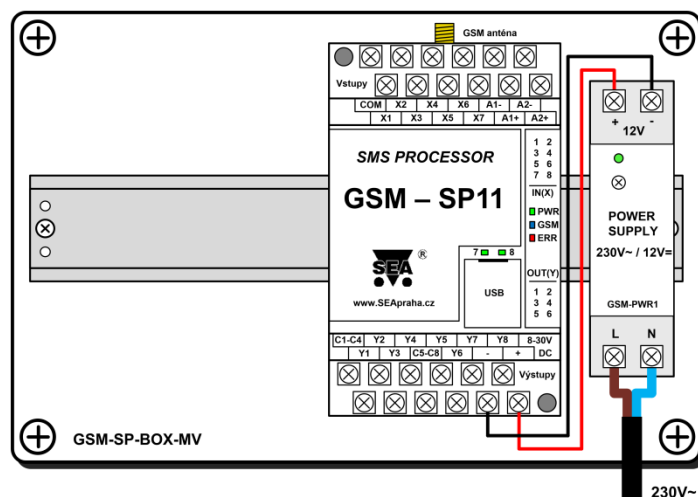 GSM anténa
Vstupy
COM X2 X4 X6 A1- A2-
X1 X3 X5 X7 A1+ A2+
SMS PROCESSOR
GSM – SP11
1 2
3 4
5 6
7 8
IN(X)
PWR
GSM
ERR
SEA ®
www.SEApraha.cz
7 8
USB
OUT(Y)
1 2
3 4
5 6
C1-C4 Y2 Y4 Y5 Y7 Y8 8-30V
Y1 Y3 C5-C8 Y6 - + DC
Výstupy
+ -
12V
POWER
SUPPLY
230V~ / 12V=
GSM-PWR1
L N
GSM-SP-BOX-MV
230V~